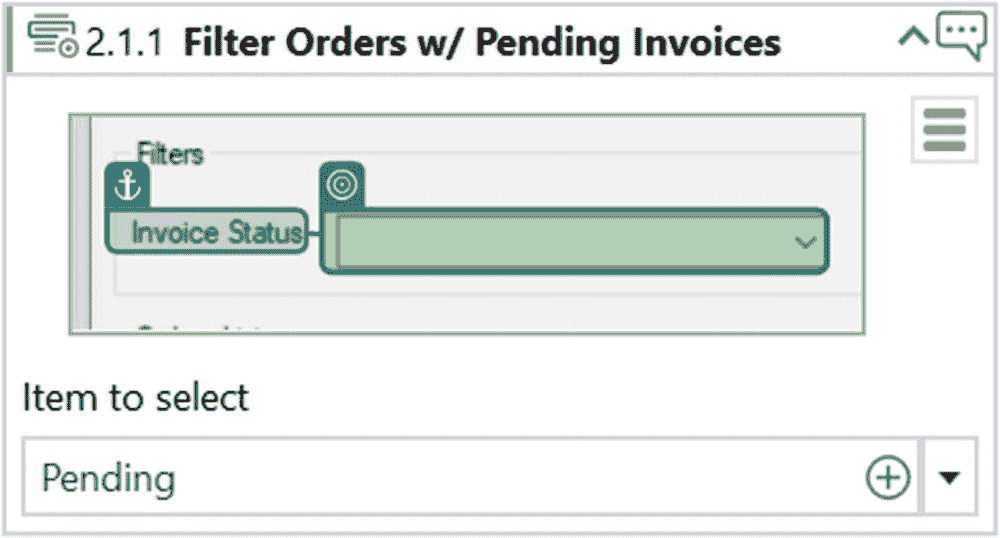 2.1.1 Filter Orders w/ Pending Invoices
Filters
Invoice Status
Item to select
Pending